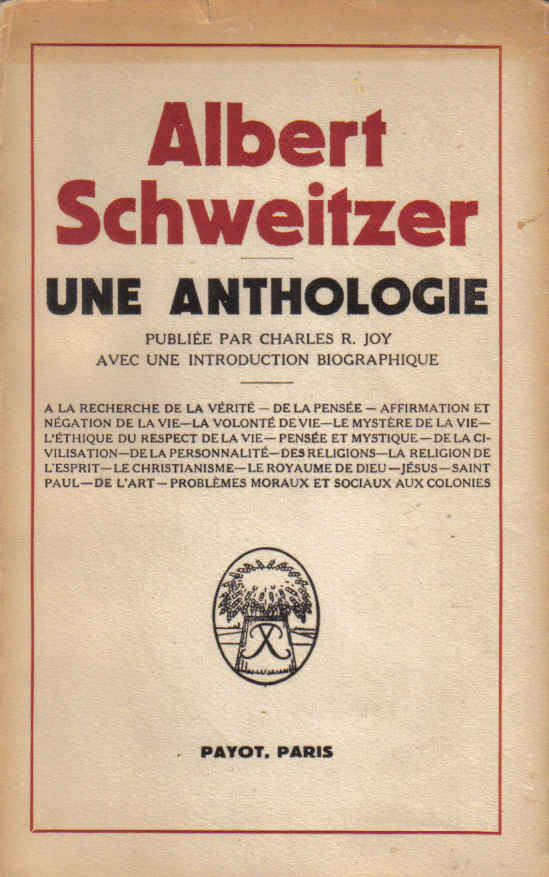 Albert
Schweitzer
UNE ANTHOLOGIE
PUBLIÉE PAR CHARLES R. JOY
AVEC UNE INTRODUCTION BIOGRAPHIQUE
A LA RECHERCHE DE LA VÉRITÉ — DE LA PENSÉE — AFFIRMATION ET
NÉGATION DE LA VIE—LA VOLONTÉ DE VIE—LE MYSTÈRE DE LA VIE—
L'ÉTHIQUE DU RESPECT DE LA VIE— PENSÉE ET MYSTIQUE—DE LA CI-
VILISATION—DE LA PERSONNALITÉ—DES RELIGIONS—LA RELIGION DE
L'ESPRIT—LE CHRISTIANISME—LE ROYAUME DE DIEU—JÉSUS—SAINT
PAUL—DE L'ART—PROBLÈMES MORAUX ET SOCIAUX AUX COLONIES
PAYOT, PARIS